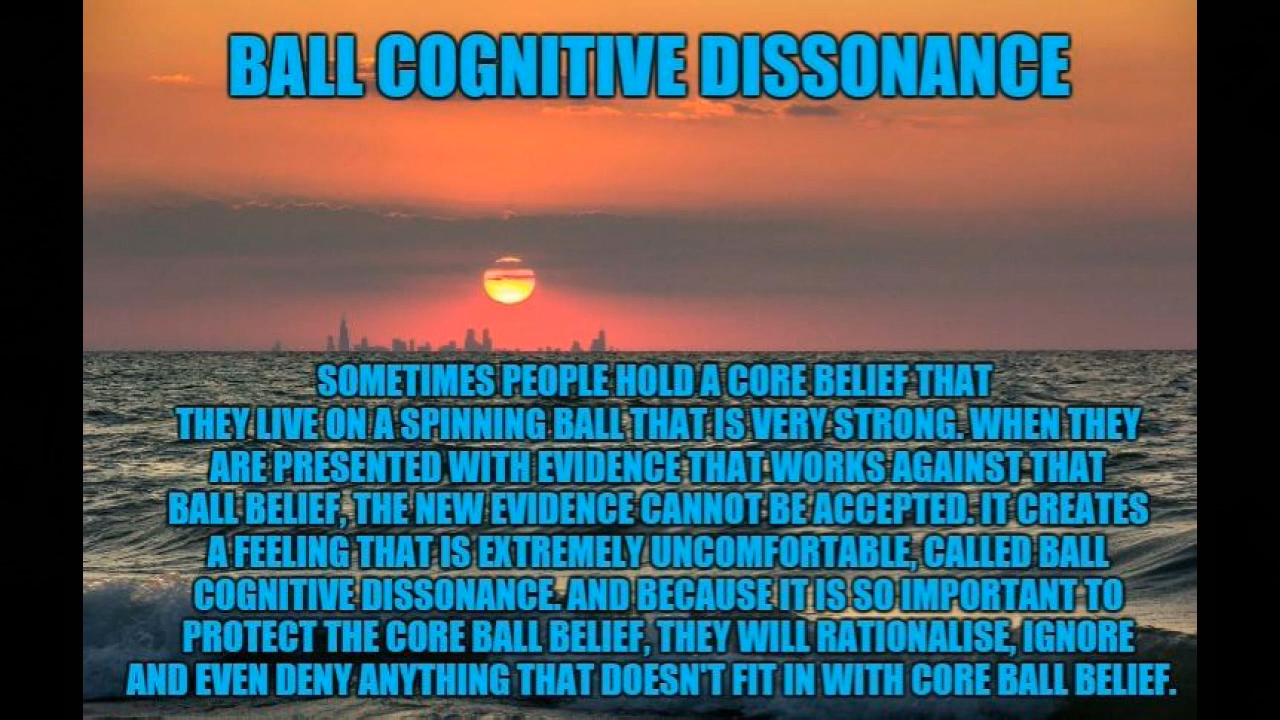 BALL COGNITIVE DISSONANCE
SOMETIMES PEOPLE HOLD A CORE BELIEF THAT
THEY LIVE ON A SPINNING BALL THAT IS VERY STRONG. WHEN THEY
ARE PRESENTED WITH EVIDENCE THAT WORKS AGAINST THAT
BALL BELIEF, THE NEW EVIDENCE CANNOT BE ACCEPTED. IT CREATES
A FEELING THAT IS EXTREMELY UNCOMFORTABLE, CALLED BALL
COGNITIVE DISSONANCE. AND BECAUSE IT IS SO IMPORTANT TO
PROTECT THE CORE BALL BELIEF, THEY WILL RATIONALISE, IGNORE
AND EVEN DENY ANYTHING THAT DOESN'T FIT IN WITH CORE BALL BELIEF.